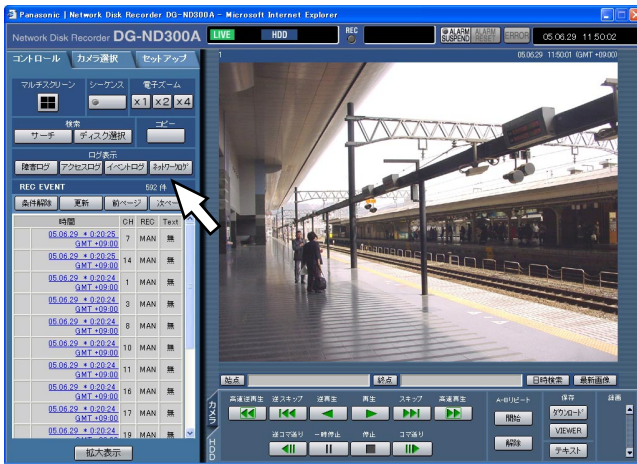 Panasonic | Network Disk Recorder DG-ND300A - Microsoft Internet Explorer
Network Disk Recorder DG-ND300A
LIVE HDD REC ALARM SUSPEND ALARM RESET ERROR 05.06.29 11:50:02
コントロール カメラ選択 セットアップ
1 05.06.29 11:50:01 (GMT +09:00)
マルチスクリーン シーケンス 電子ズーム
x1 x2 x4
検索 コピー
サーチ ディスク選択
ログ表示
障害ログ アクセスログ イベントログ ネットワークログ
REC EVENT 592 件
条件解除 更新 前ページ 次ペー
時間 CH REC Text
05.06.29 * 0:20:25 GMT +09:00 7 MAN 無
05.06.29 * 0:20:25 GMT +09:00 14 MAN 無
05.06.29 * 0:20:24 GMT +09:00 1 MAN 無
05.06.29 * 0:20:24 GMT +09:00 3 MAN 無
05.06.29 * 0:20:24 GMT +09:00 8 MAN 無
05.06.29 * 0:20:24 GMT +09:00 10 MAN 無
05.06.29 * 0:20:24 GMT +09:00 11 MAN 無
05.06.29 * 0:20:24 GMT +09:00 16 MAN 無
05.06.29 * 0:20:24 GMT +09:00 17 MAN 無
05.06.29 * 0:20:24 GMT +09:00 19 MAN 無
拡大表示
始点 終点 日時検索 最新画像
カメラ
HDD
高速逆再生 逆スキップ 逆再生 再生 スキップ 高速再生
逆コマ送り 一時停止 停止 コマ送り
A-Bリピート
開始
解除
保存
ダウンロード
VIEWER
テキスト
録画